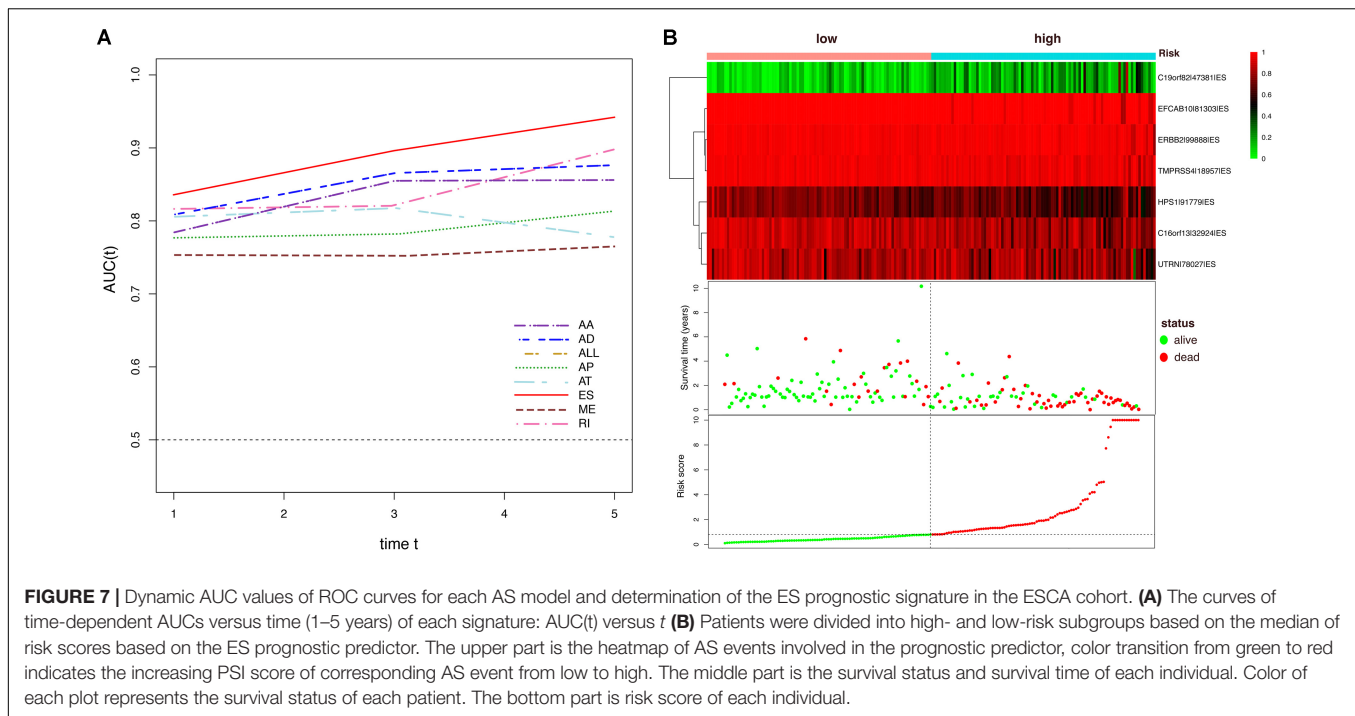 A
1.0
0.9
0.8
0.7
0.6
0.5
AUC(t)
AA
AD
ALL
AP
AT
ES
ME
RI
1 2 3 4 5
time t
B
low high
Risk
1
0.8
0.6
0.4
0.2
0
C19orf82|47381|ES
EFCAB10|81303|ES
ERBB2|99888|ES
TMPRSS4|18957|ES
HPS1|91779|ES
C16orf13|32924|ES
UTRN|78027|ES
10
8
6
4
2
0
Survival time (years)
status
alive
dead
10
8
6
4
2
0
Risk score
FIGURE 7 | Dynamic AUC values of ROC curves for each AS model and determination of the ES prognostic signature in the ESCA cohort. (A) The curves of
time-dependent AUCs versus time (1–5 years) of each signature: AUC(t) versus t (B) Patients were divided into high- and low-risk subgroups based on the median of
risk scores based on the ES prognostic predictor. The upper part is the heatmap of AS events involved in the prognostic predictor, color transition from green to red
indicates the increasing PSI score of corresponding AS event from low to high. The middle part is the survival status and survival time of each individual. Color of
each plot represents the survival status of each patient. The bottom part is risk score of each individual.